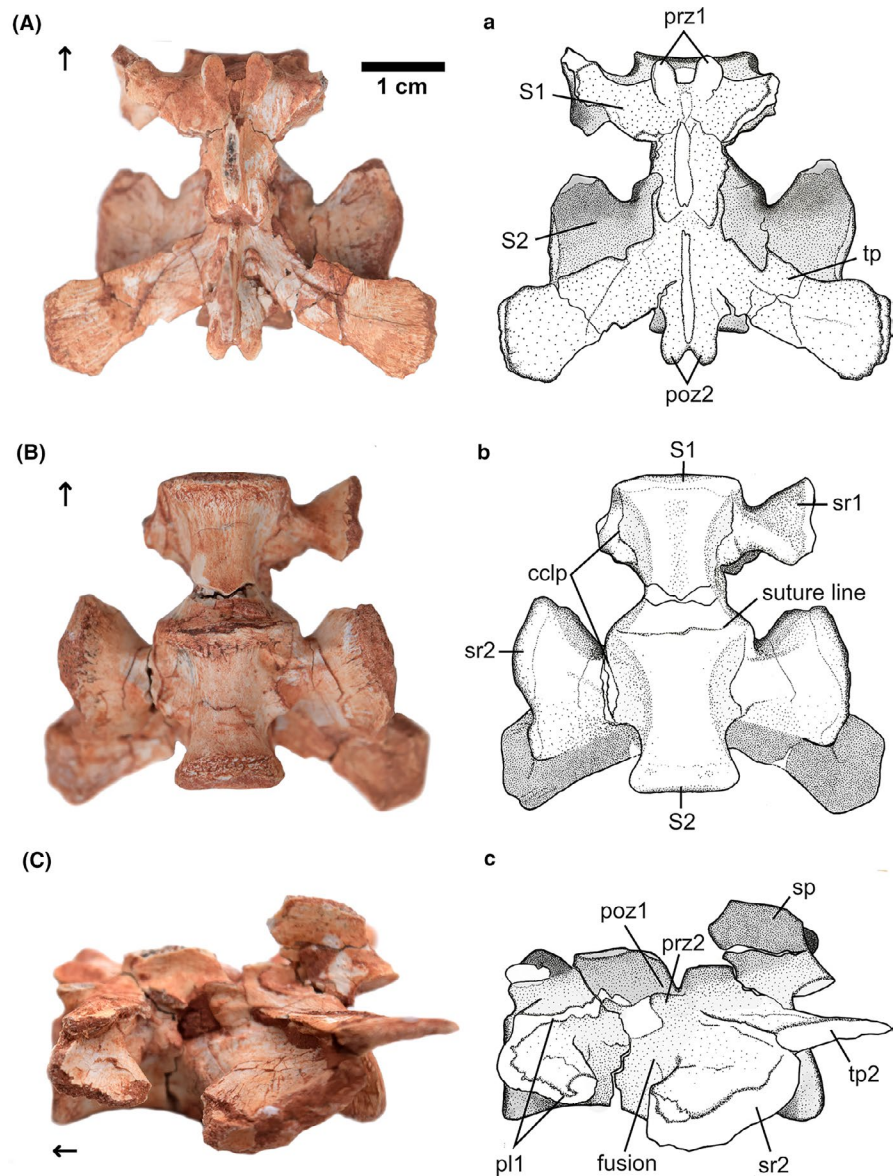 (A)
1 cm
a
prz1
S1
S2
tp
poz2
(B)
b
S1
sr1
cclp
suture line
sr2
S2
(C)
c
sp
poz1
prz2
tp2
pl1
fusion
sr2